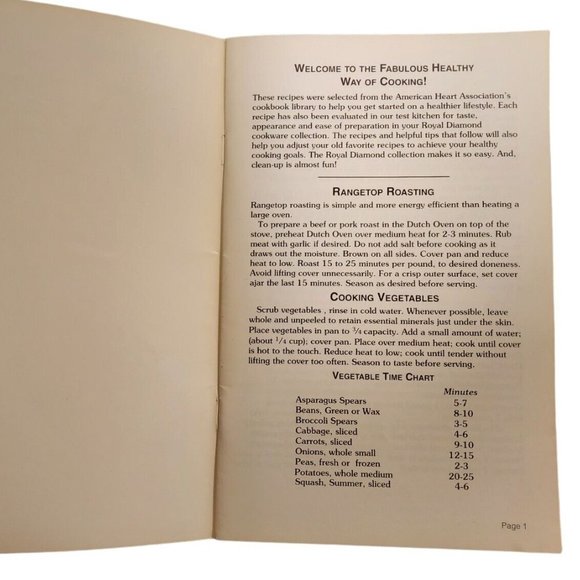 WELCOME TO THE FABULOUS HEALTHY
WAY OF COOKING!
These recipes were selected from the American Heart Association's
cookbook library to help you get started on a healthier lifestyle. Each
recipe has also been evaluated in our test kitchen for taste,
appearance and ease of preparation in your Royal Diamond
cookware collection. The recipes and helpful tips that follow will also
help you adjust your old favorite recipes to achieve your healthy
cooking goals. The Royal Diamond collection makes it so easy. And,
clean-up is almost fun!
RANGETOP ROASTING
Rangetop roasting is simple and more energy efficient than heating a
large oven.
To prepare a beef or pork roast in the Dutch Oven on top of the
stove, preheat Dutch Oven over medium heat for 2-3 minutes. Rub
meat with garlic if desired. Do not add salt before cooking as it
draws out the moisture. Brown on all sides. Cover pan and reduce
heat to low. Roast 15 to 25 minutes per pound, to desired doneness.
Avoid lifting cover unnecessarily. For a crisp outer surface, set cover
ajar the last 15 minutes. Season as desired before serving.
COOKING VEGETABLES
Scrub vegetables , rinse in cold water. Whenever possible, leave
whole and unpeeled to retain essential minerals just under the skin.
Place vegetables in pan to 3/4 capacity. Add a small amount of water;
(about 1/4 cup); cover pan. Place over medium heat; cook until cover
is hot to the touch. Reduce heat to low; cook until tender without
lifting the cover too often. Season to taste before serving.
VEGETABLE TIME CHART
Minutes
Asparagus Spears 5-7
Beans, Green or Wax 8-10
Broccoli Spears 3-5
Cabbage, sliced 4-6
Carrots, sliced 9-10
Onions, whole small 12-15
Peas, fresh or frozen 2-3
Potatoes, whole medium 20-25
Squash, Summer, sliced 4-6
Page 1